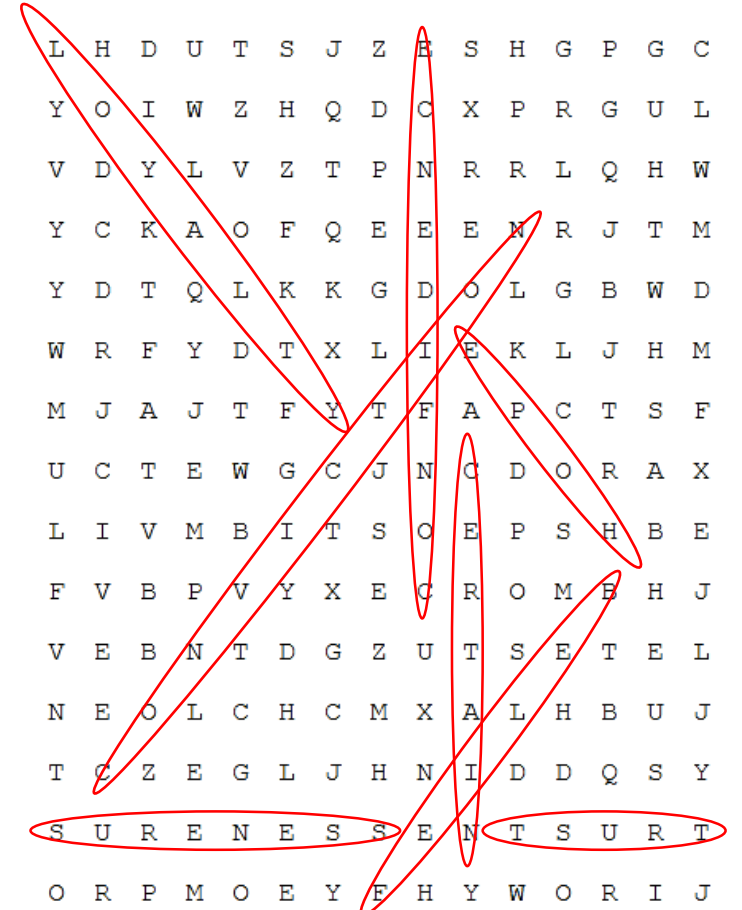 L H D U T S J Z E S H G P G C
Y O I W Z H Q D C X P R G U L
V D Y L V Z T P N R R L Q H W
Y C K A O F Q E E E N R J T M
Y D T Q L K K G D O L G B W D
W R F Y D T X L I E K L J H M
M J A J T F Y T F A P C T S F
U C T E W G C J N C D O R A X
L I V M B I T S O E P S H B E
F V B P V Y X E C R O M B H J
V E B N T D G Z U T S E T E L
N E O L C H C M X A L H B U J
T C Z E G L J H N I D D Q S Y
S U R E N E S S E N T S U R T
O R P M O E Y F H Y W O R I J